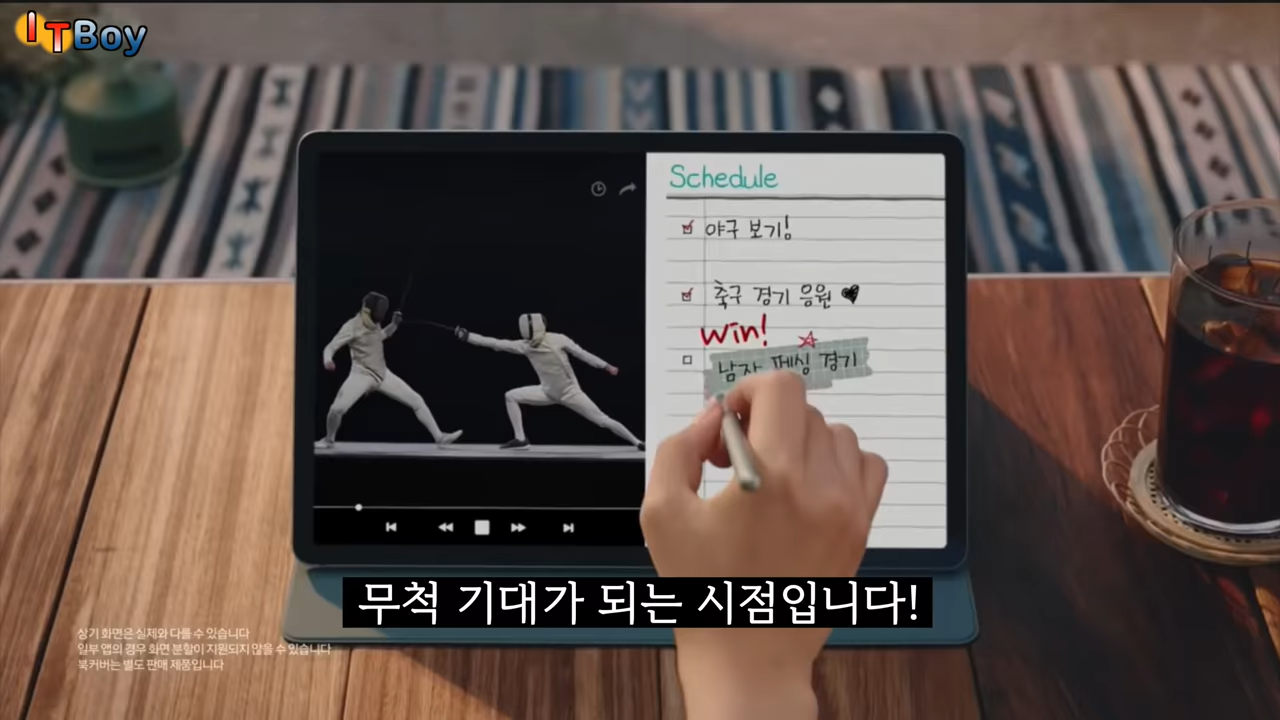 ITBoy
Schedule
야구 보기!
축구 경기 응원
Win!
남자 펜싱 경기
무척 기대가 되는 시점입니다!
상기 화면은 실제와 다를 수 있습니다
일부 앱의 경우 화면 분할이 지원되지 않을 수 있습니다
북커버는 별도 판매 제품입니다